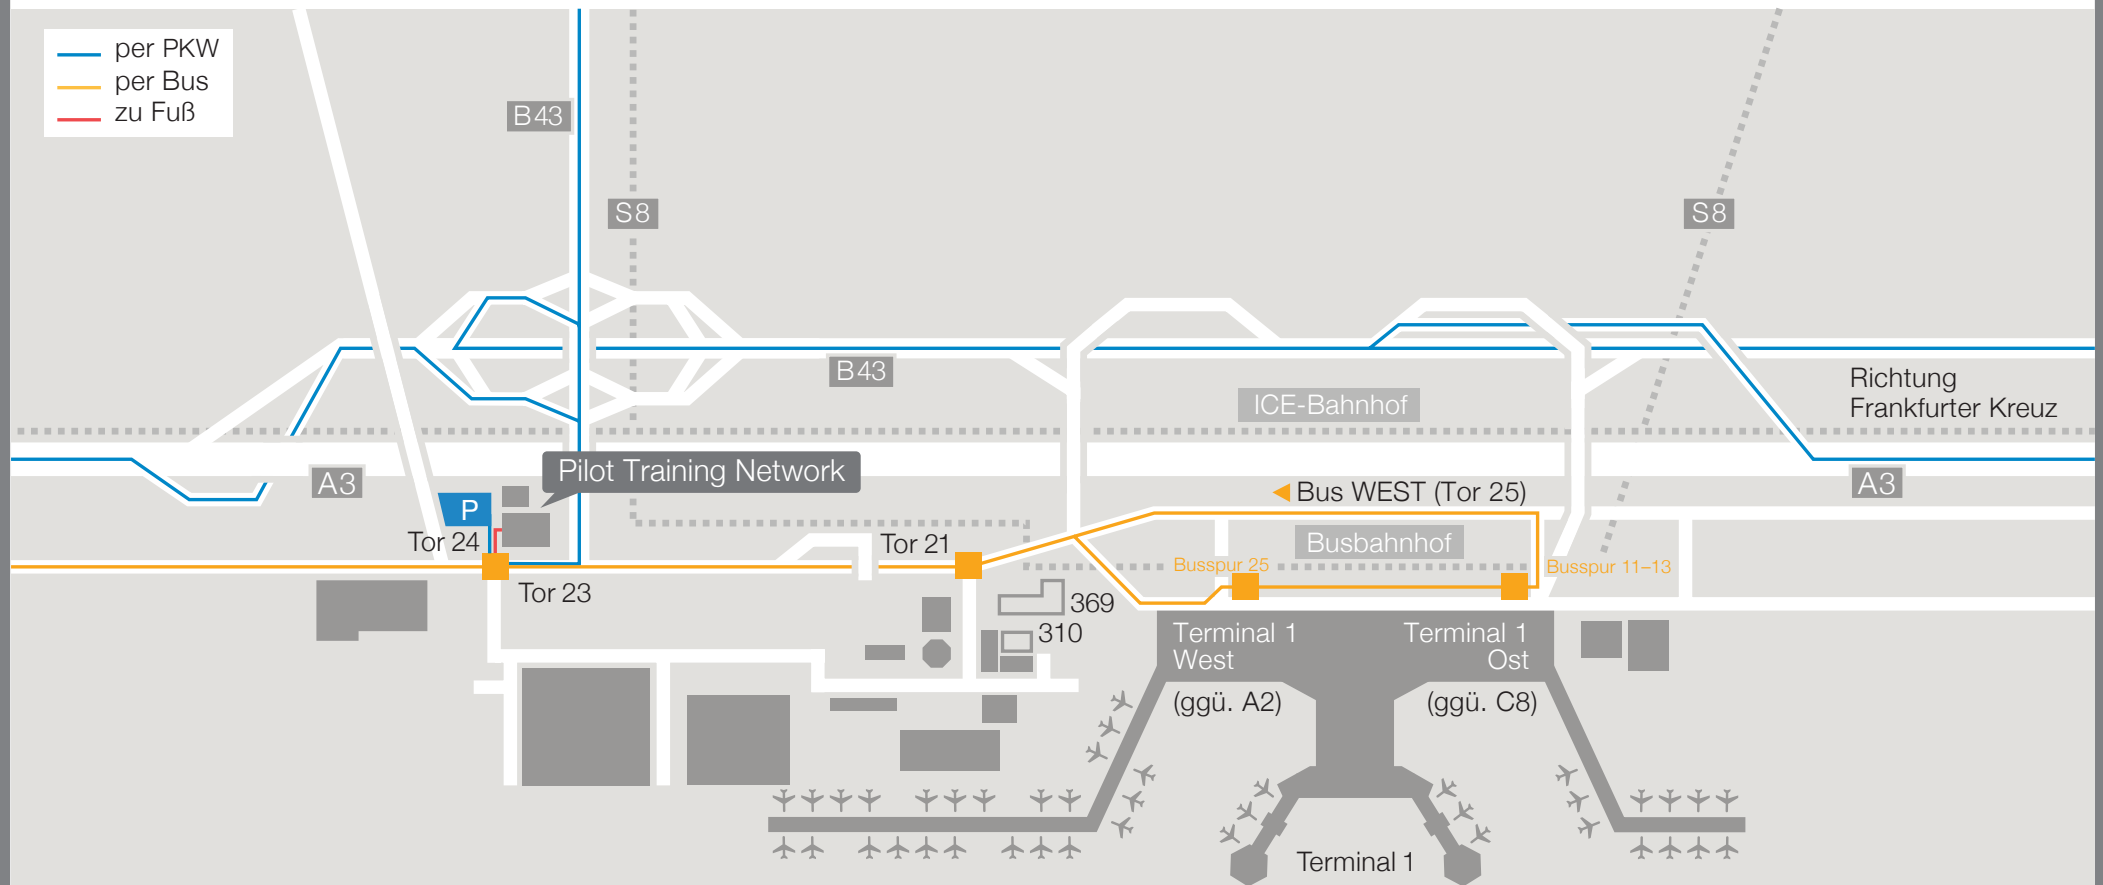 per PKW
per Bus
zu Fuß
B43
S8
S8
B43
Richtung
Frankfurter Kreuz
ICE-Bahnhof
A3
Pilot Training Network
A3
P
Bus WEST (Tor 25)
Tor 24
Tor 21
Busbahnhof
Busspur 25
Busspur 11–13
Tor 23
369
310
Terminal 1
West
Terminal 1
Ost
(ggü. A2)
(ggü. C8)
Terminal 1